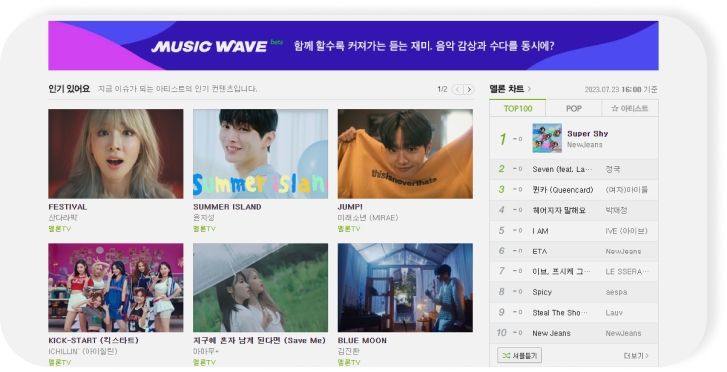 MUSIC WAVE beta 함께 할수록 커져가는 듣는 재미. 음악 감상과 수다를 동시에?
인기 있어요 지금 이슈가 되는 아티스트의 인기 컨텐츠입니다. 1/2
Summer Islan
thisisnoverthate
FESTIVAL
산다라박
멜론TV
SUMMER ISLAND
윤지성
멜론TV
JUMP!
미래소년 (MIRAE)
멜론TV
KICK-START (킥스타트)
ICHILLIN' (아이칠린)
멜론TV
지구에 혼자 남게 된다면 (Save Me)
마마무+
멜론TV
BLUE MOON
김진환
멜론TV
멜론 차트 > 2023.07.23 16:00 기준
TOP100 POP ☆ 아티스트
1 - 0 Super Shy
NewJeans
2 - 0 Seven (feat. La··· 정국
3 - 0 퀸카 (Queencard) (여자)아이들
4 - 0 헤어지자 말해요 박재정
5 - 0 I AM IVE (아이브)
6 - 0 ETA NewJeans
7 - 0 이브, 프시케 그··· LE SSERA···
8 - 0 Spicy aespa
9 - 0 Steal The Sho··· Lauv
10 - 0 New Jeans NewJeans
셔플듣기 더보기 >